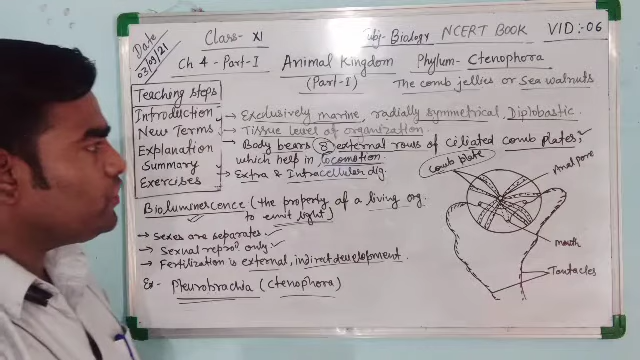 Date
03/09/21
Class- XI
Subj- Biology
NCERT BOOK
VID:-06
Ch 4 - Part-I
Animal Kingdom
Phylum- Ctenophora
(Part-I)
The comb jellies or Sea walnuts
Teaching steps
Introduction
New Terms
Explanation
Summary
Exercises
→ Exclusively marine, radially symmetrical, Diploblastic
→ Tissue level of organization
→ Body bears 8 external rows of ciliated comb plates,
which help in locomotion.
→ Extra & Intracellular dig.
Bioluminescence (the property of a living org.
to emit light)
→ Sexes are separates
→ Sexual repro only
→ Fertilization is external, indirect development.
Ex- Pleurobrachia (Ctenophora)
Comb plate
Anal pore
mouth
Tentacles